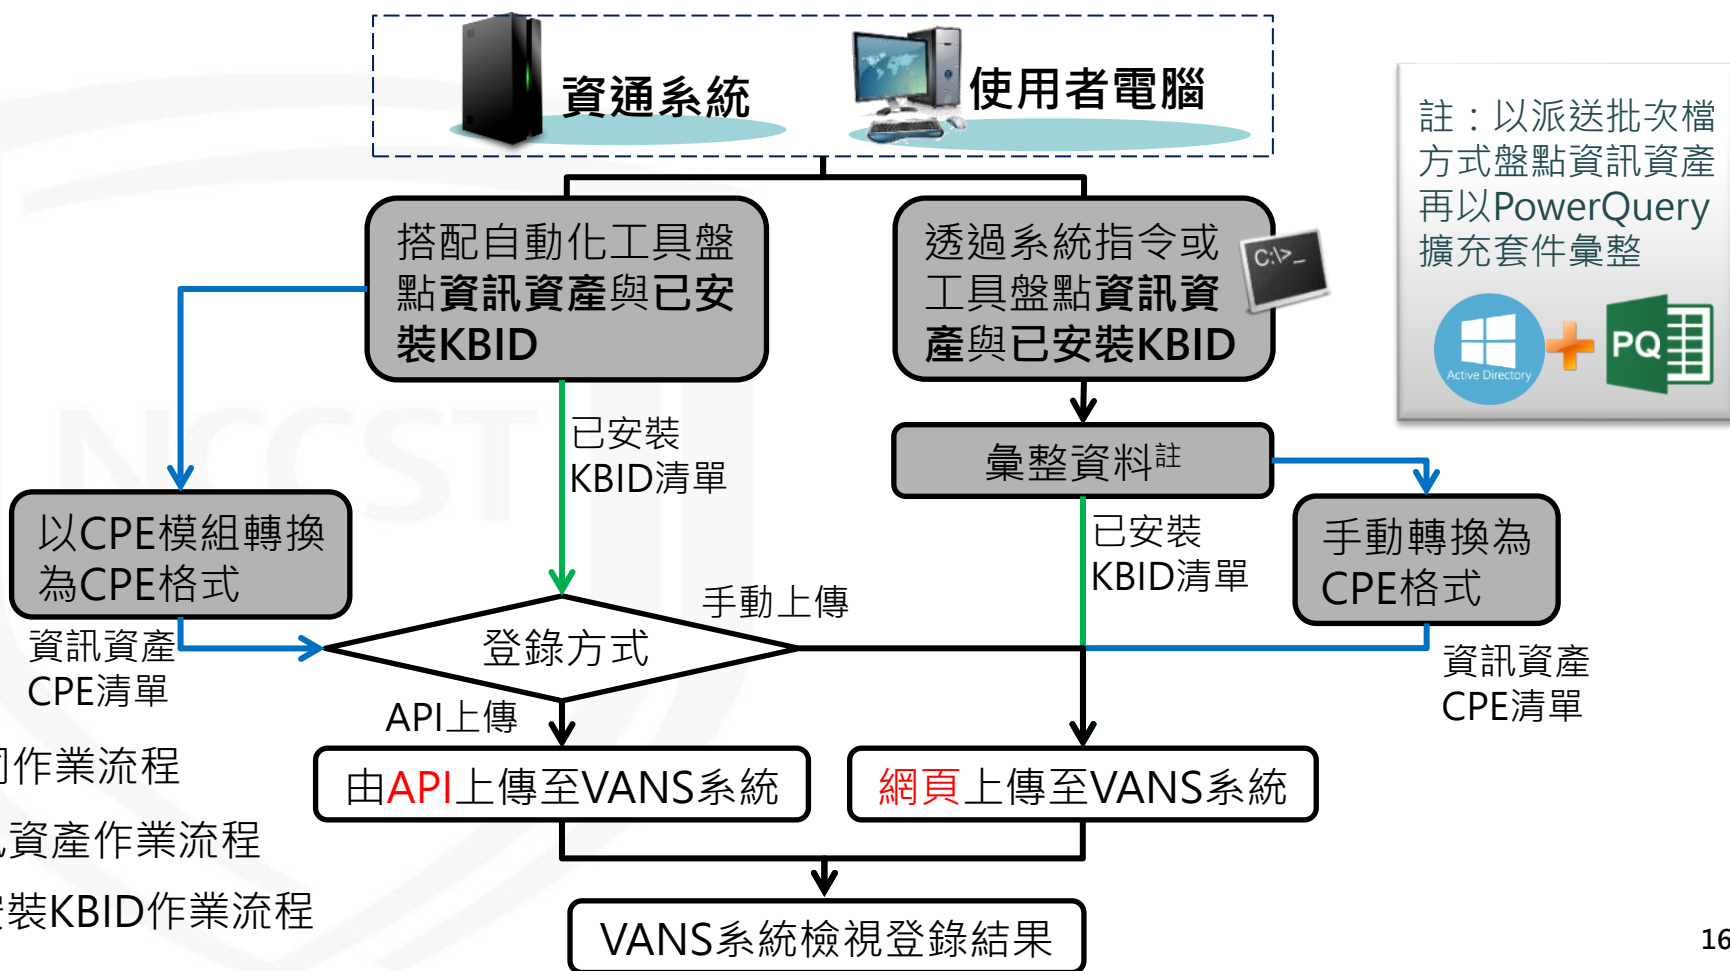 資通系統
使用者電腦
註：以派送批次檔
方式盤點資訊資產
再以PowerQuery
擴充套件彙整
Active Directory
PQ
搭配自動化工具盤
點資訊資產與已安
裝KBID
透過系統指令或
工具盤點資訊資
產與已安裝KBID
C:\>_
已安裝
KBID清單
彙整資料註
以CPE模組轉換
為CPE格式
已安裝
KBID清單
手動轉換為
CPE格式
手動上傳
登錄方式
資訊資產
CPE清單
資訊資產
CPE清單
API上傳
由API上傳至VANS系統
網頁上傳至VANS系統
作業流程
資產作業流程
裝KBID作業流程
VANS系統檢視登錄結果
NCCST
16